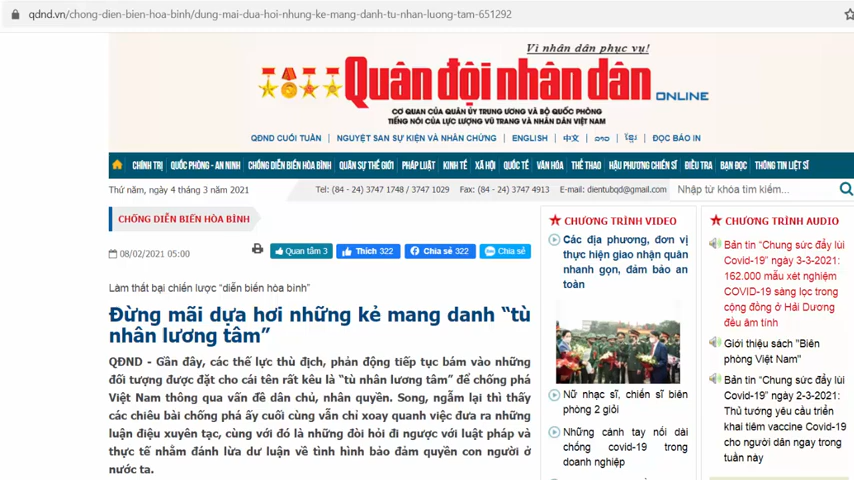 qdnd.vn/chong-dien-bien-hoa-binh/dung-mai-dua-hoi-nhung-ke-mang-danh-tu-nhan-luong-tam-651292
Vì nhân dân phục vụ!
Quân đội nhân dân ONLINE
CƠ QUAN CỦA QUÂN ỦY TRUNG ƯƠNG VÀ BỘ QUỐC PHÒNG
TIẾNG NÓI CỦA LỰC LƯỢNG VŨ TRANG VÀ NHÂN DÂN VIỆT NAM
QĐND CUỐI TUẦN | NGUYỆT SAN SỰ KIỆN VÀ NHÂN CHỨNG | ENGLISH | 中文 | ລາວ | ខ្មែរ | ĐỌC BÁO IN
CHÍNH TRỊ QUỐC PHÒNG - AN NINH CHỐNG DIỄN BIẾN HÒA BÌNH QUÂN SỰ THẾ GIỚI PHÁP LUẬT KINH TẾ XÃ HỘI QUỐC TẾ VĂN HÓA THỂ THAO HẬU PHƯƠNG CHIẾN SĨ ĐIỀU TRA BẠN ĐỌC THÔNG TIN LIỆT SĨ
Thứ năm, ngày 4 tháng 3 năm 2021
Tel: (84 - 24) 3747 1748 / 3747 1029 Fax: (84 - 24) 3747 4913 E-mail: dientubqd@gmail.com
Nhập từ khóa tìm kiếm...
CHỐNG DIỄN BIẾN HÒA BÌNH
08/02/2021 05:00
Quan tâm 3
Thích 322
Chia sẻ 322
Chia sẻ
Làm thất bại chiến lược “diễn biến hòa bình”
Đừng mãi dựa hơi những kẻ mang danh “tù
nhân lương tâm”
QĐND - Gần đây, các thế lực thù địch, phản động tiếp tục bám vào những
đối tượng được đặt cho cái tên rất kêu là “tù nhân lương tâm” để chống phá
Việt Nam thông qua vấn đề dân chủ, nhân quyền. Song, ngẫm lại thì thấy
các chiêu bài chống phá ấy cuối cùng vẫn chỉ xoay quanh việc đưa ra những
luận điệu xuyên tạc, cùng với đó là những đòi hỏi đi ngược với luật pháp và
thực tế nhằm đánh lừa dư luận về tình hình bảo đảm quyền con người ở
nước ta.
CHƯƠNG TRÌNH VIDEO
Các địa phương, đơn vị
thực hiện giao nhận quân
nhanh gọn, đảm bảo an
toàn
Nữ nhạc sĩ, chiến sĩ biên
phòng 2 giỏi
Những cánh tay nối dài
chống covid-19 trong
doanh nghiệp
CHƯƠNG TRÌNH AUDIO
Bản tin “Chung sức đẩy lùi
Covid-19” ngày 3-3-2021:
162.000 mẫu xét nghiệm
COVID-19 sàng lọc trong
cộng đồng ở Hải Dương
đều âm tính
Giới thiệu sách "Biên
phòng Việt Nam"
Bản tin “Chung sức đẩy lùi
Covid-19” ngày 2-3-2021:
Thủ tướng yêu cầu triển
khai tiêm vaccine Covid-19
cho người dân ngay trong
tuần này